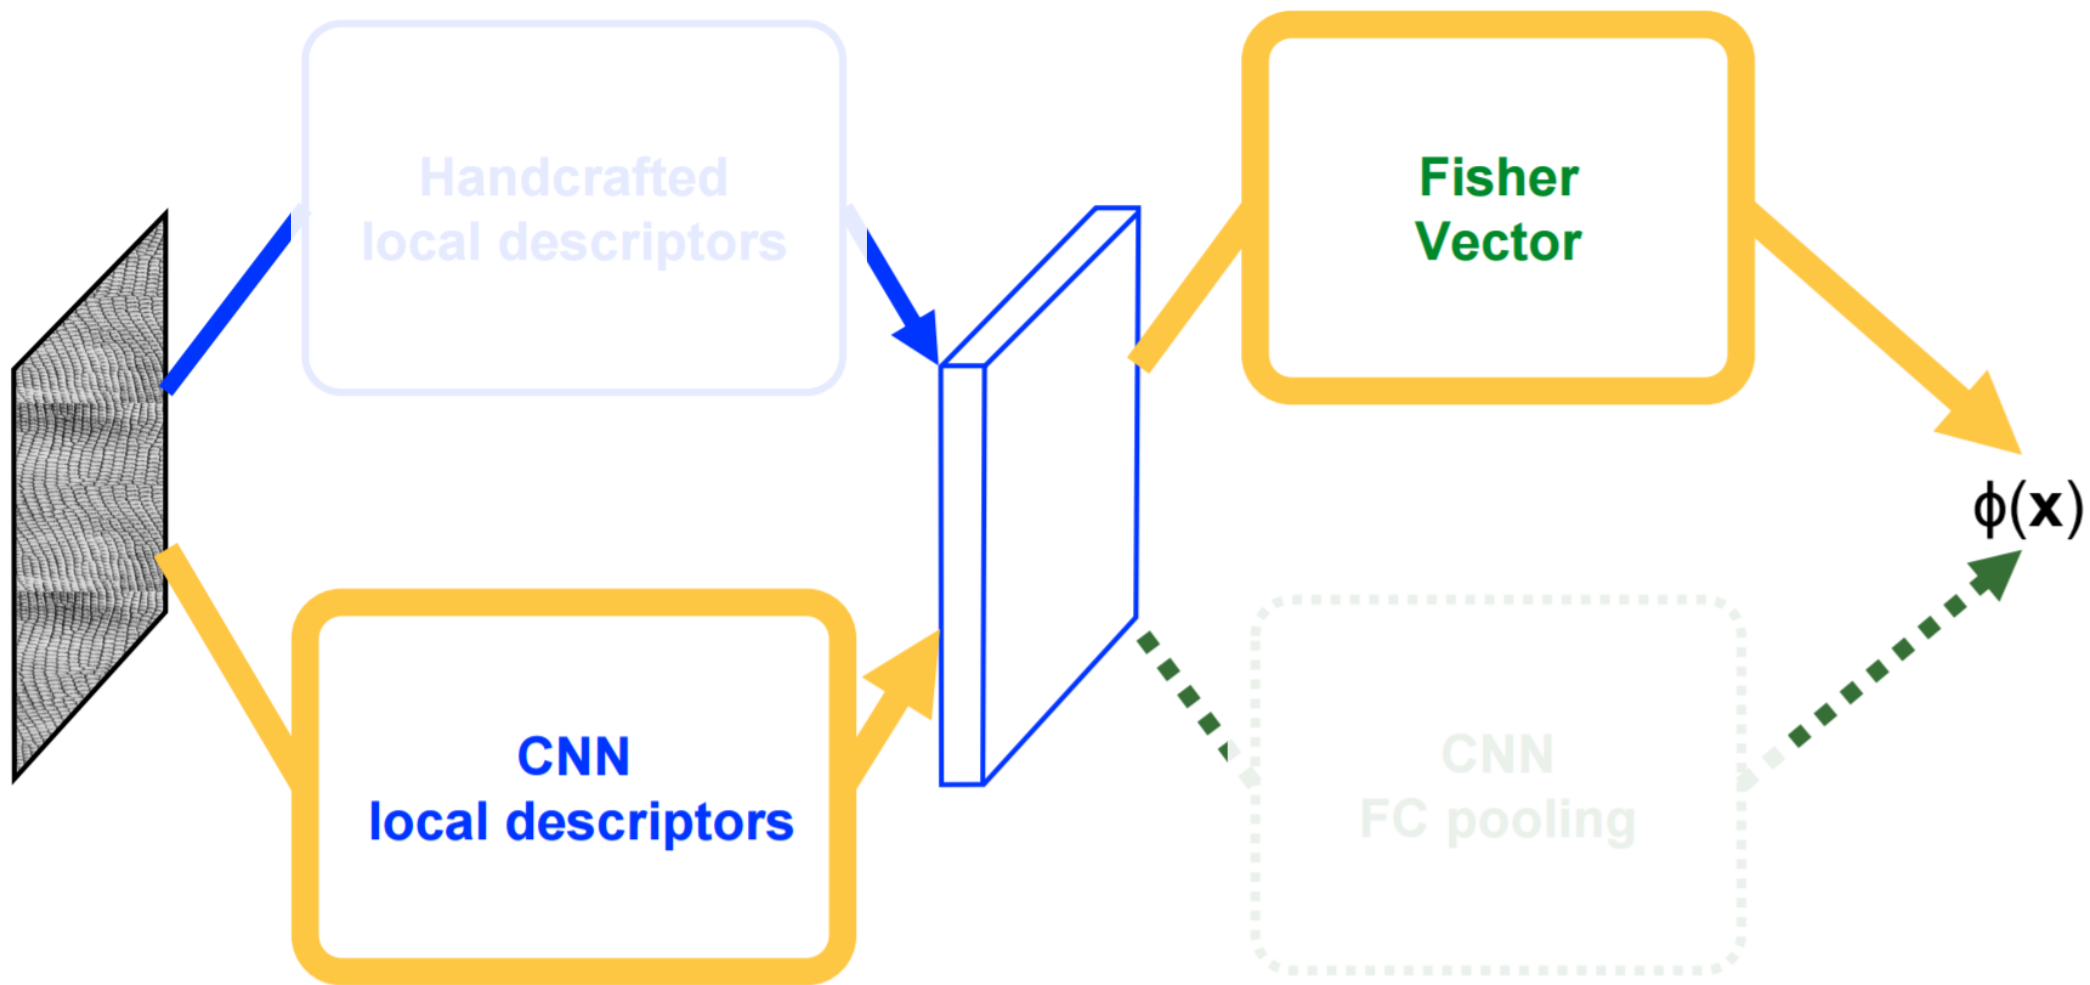 Handcrafted
local descriptors
Fisher
Vector
ϕ(x)
CNN
local descriptors
CNN
FC pooling